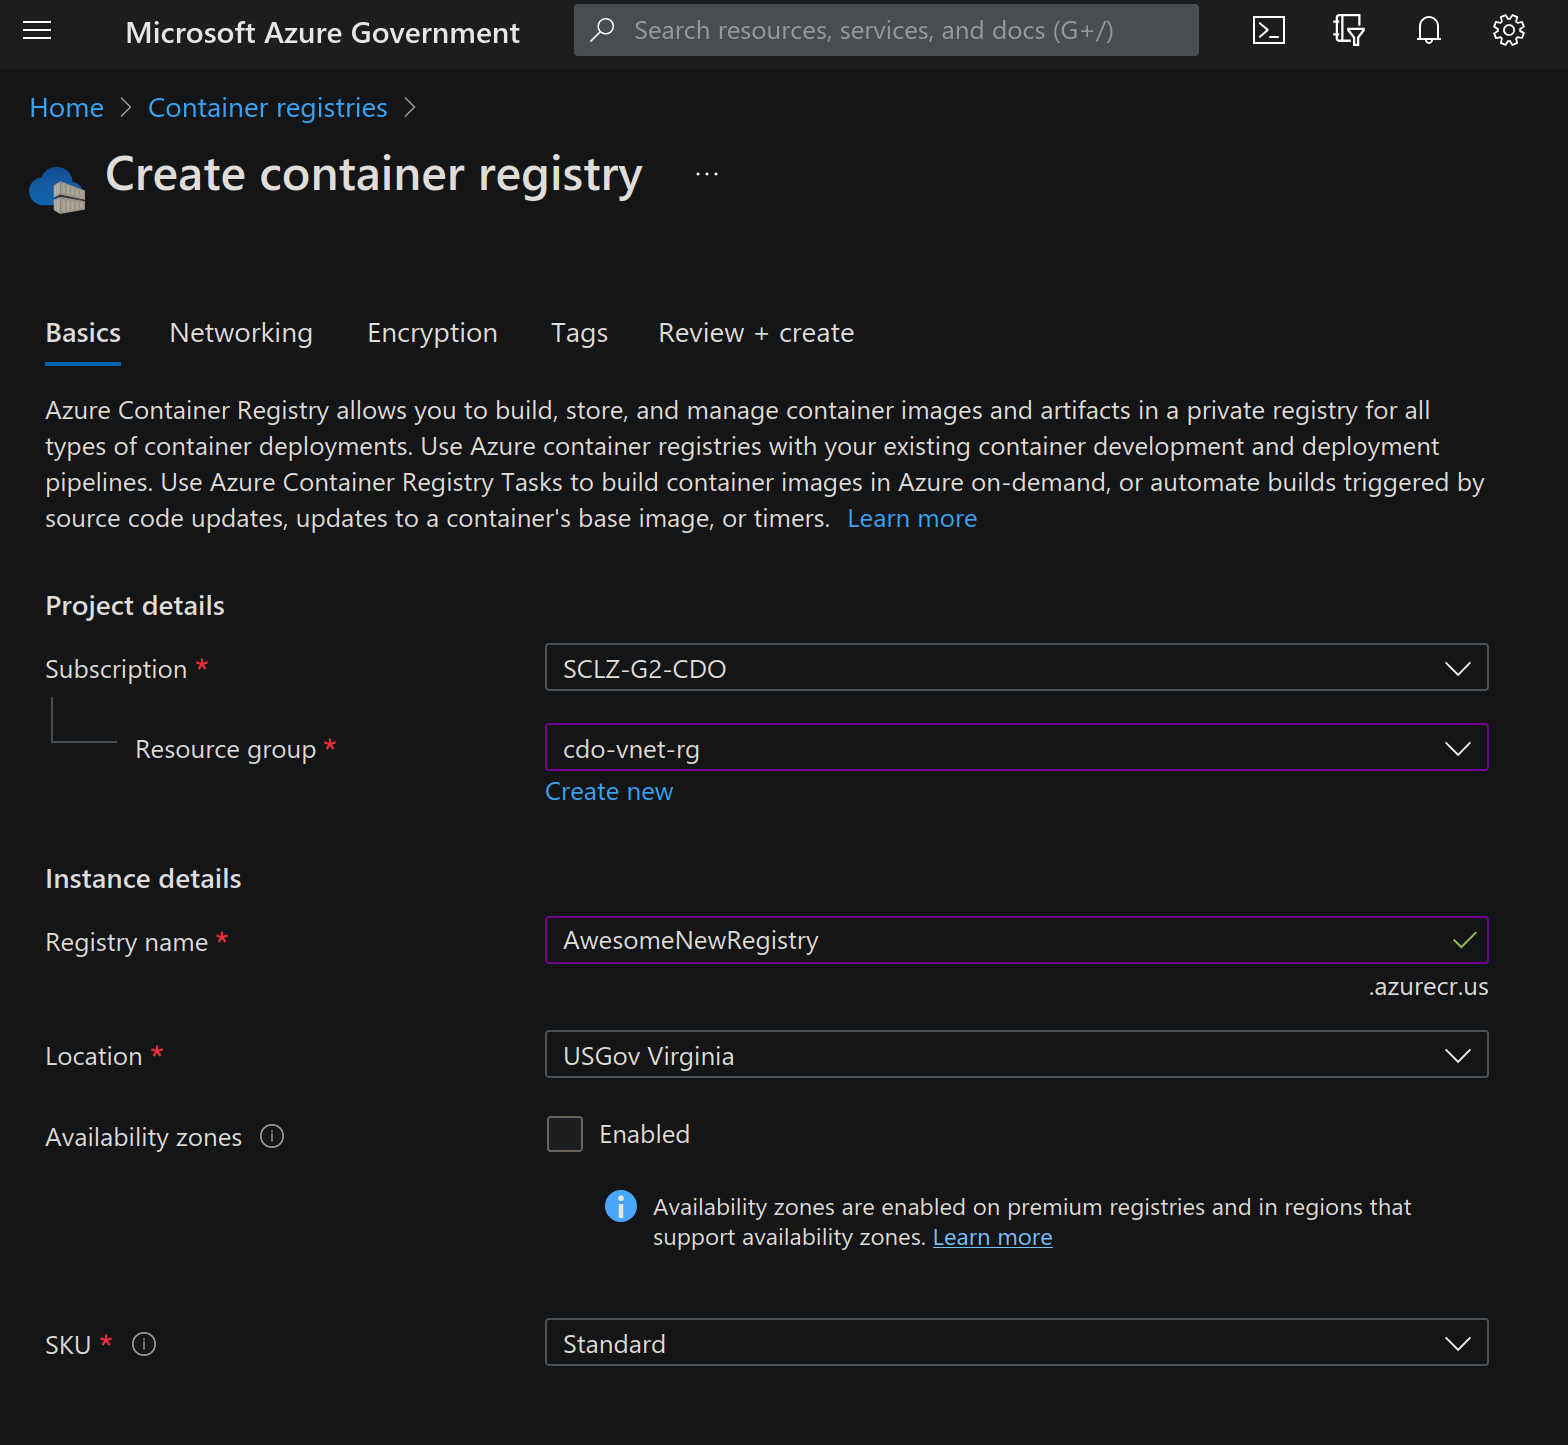 Microsoft Azure Government
Search resources, services, and docs (G+/)
Home > Container registries >
Create container registry ...
Basics Networking Encryption Tags Review + create
Azure Container Registry allows you to build, store, and manage container images and artifacts in a private registry for all
types of container deployments. Use Azure container registries with your existing container development and deployment
pipelines. Use Azure Container Registry Tasks to build container images in Azure on-demand, or automate builds triggered by
source code updates, updates to a container's base image, or timers. Learn more
Project details
Subscription * SCLZ-G2-CDO
Resource group * cdo-vnet-rg
Create new
Instance details
Registry name * AwesomeNewRegistry
.azurecr.us
Location * USGov Virginia
Availability zones Enabled
Availability zones are enabled on premium registries and in regions that
support availability zones. Learn more
SKU * Standard